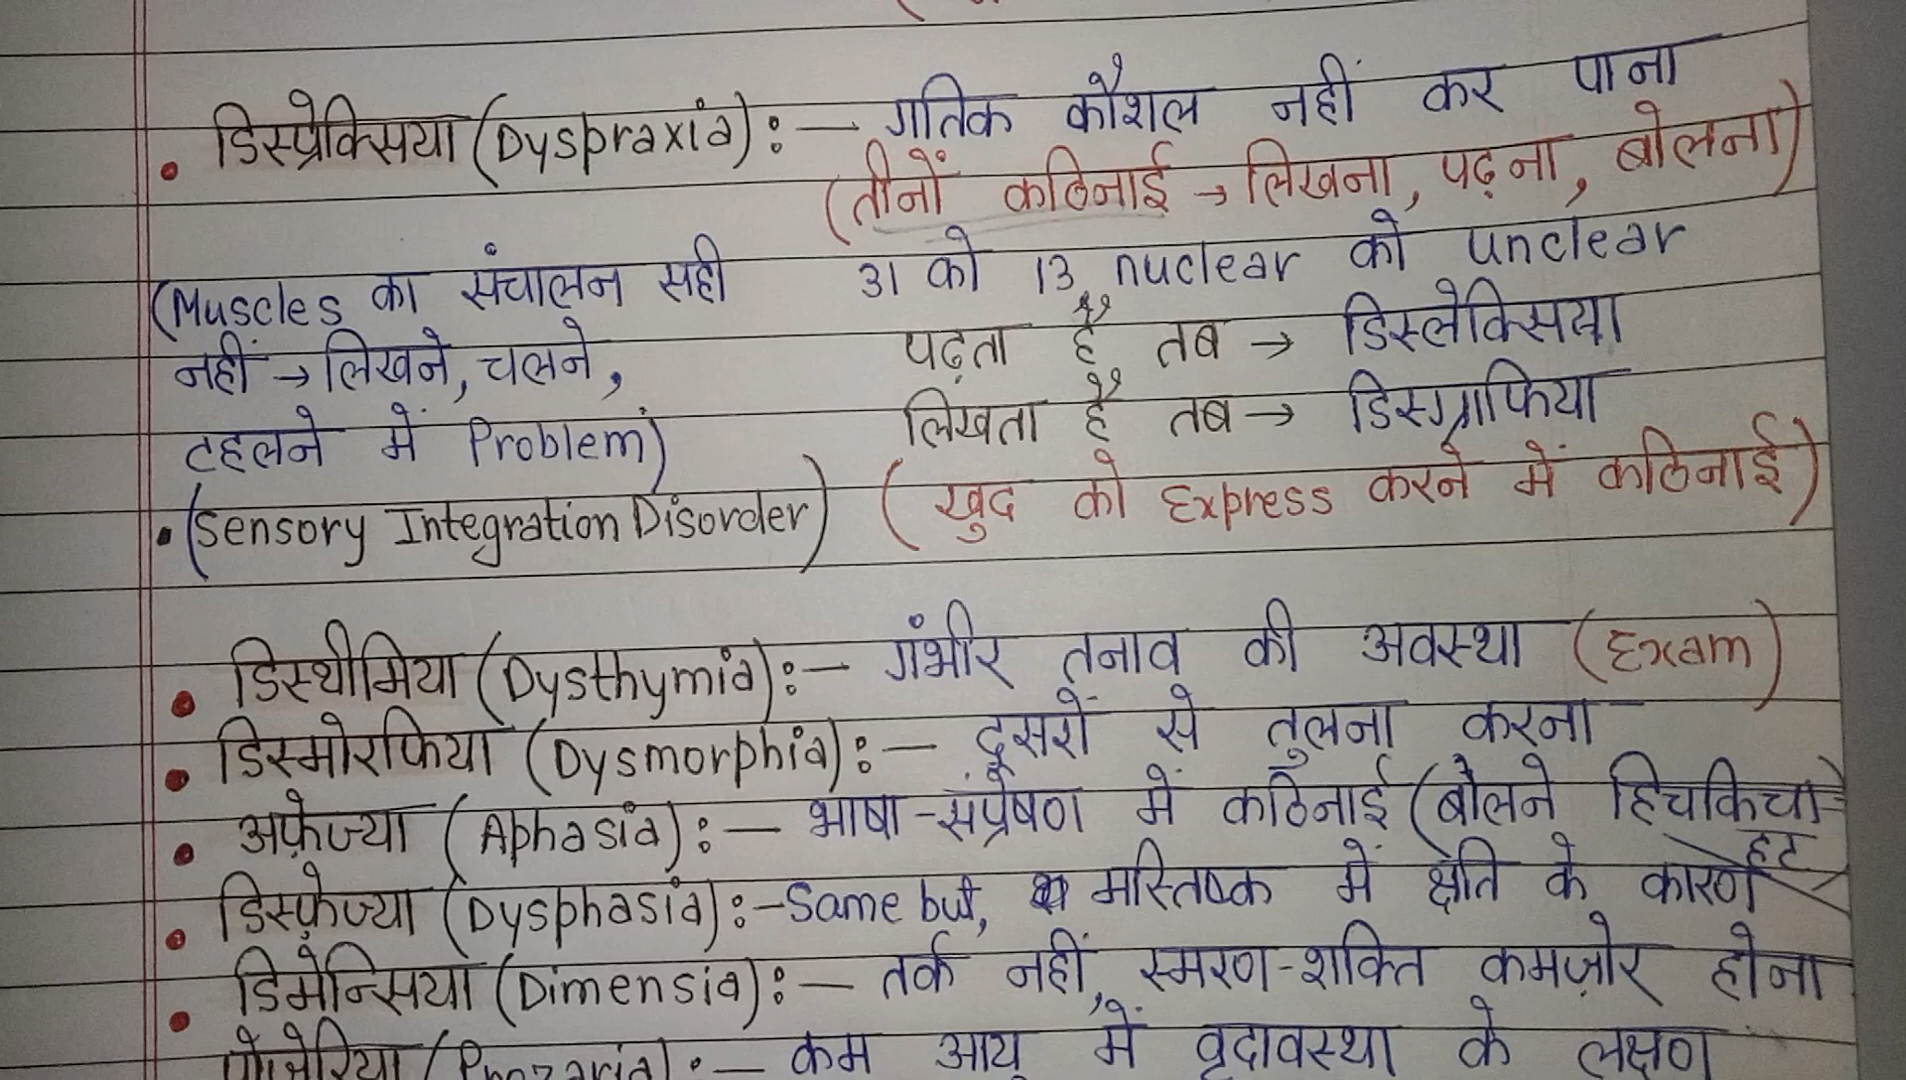 डिस्प्रेक्सिया (Dyspraxia) :— गतिक कौशल नहीं कर पाना
(तीनों कठिनाई → लिखना, पढ़ना, बोलना)
(Muscles का संचालन सही
नहीं → लिखने, चलने,
टहलने में Problem)
• (Sensory Integration Disorder)
31 को 13, nuclear को unclear
पढ़ता है, तब → डिस्लेक्सिया
लिखता है तब → डिसग्राफिया
(खुद को Express करने में कठिनाई)
• डिस्थीमिया (Dysthymia) :— गंभीर तनाव की अवस्था (Exam)
• डिस्मोरफिया (Dysmorphia) :— दूसरों से तुलना करना
• अफ़ेज्या (Aphasia) :— भाषा-संप्रेषण में कठिनाई (बोलने हिचकिचा-
हट)
• डिस्फ़ेज्या (Dysphasia) :— Same but, मस्तिष्क में क्षति के कारण
• डिमेन्सिया (Dimensia) :— तर्क नहीं, स्मरण-शक्ति कमज़ोर होना
:— कम आयु में वृदावस्था के लक्षण